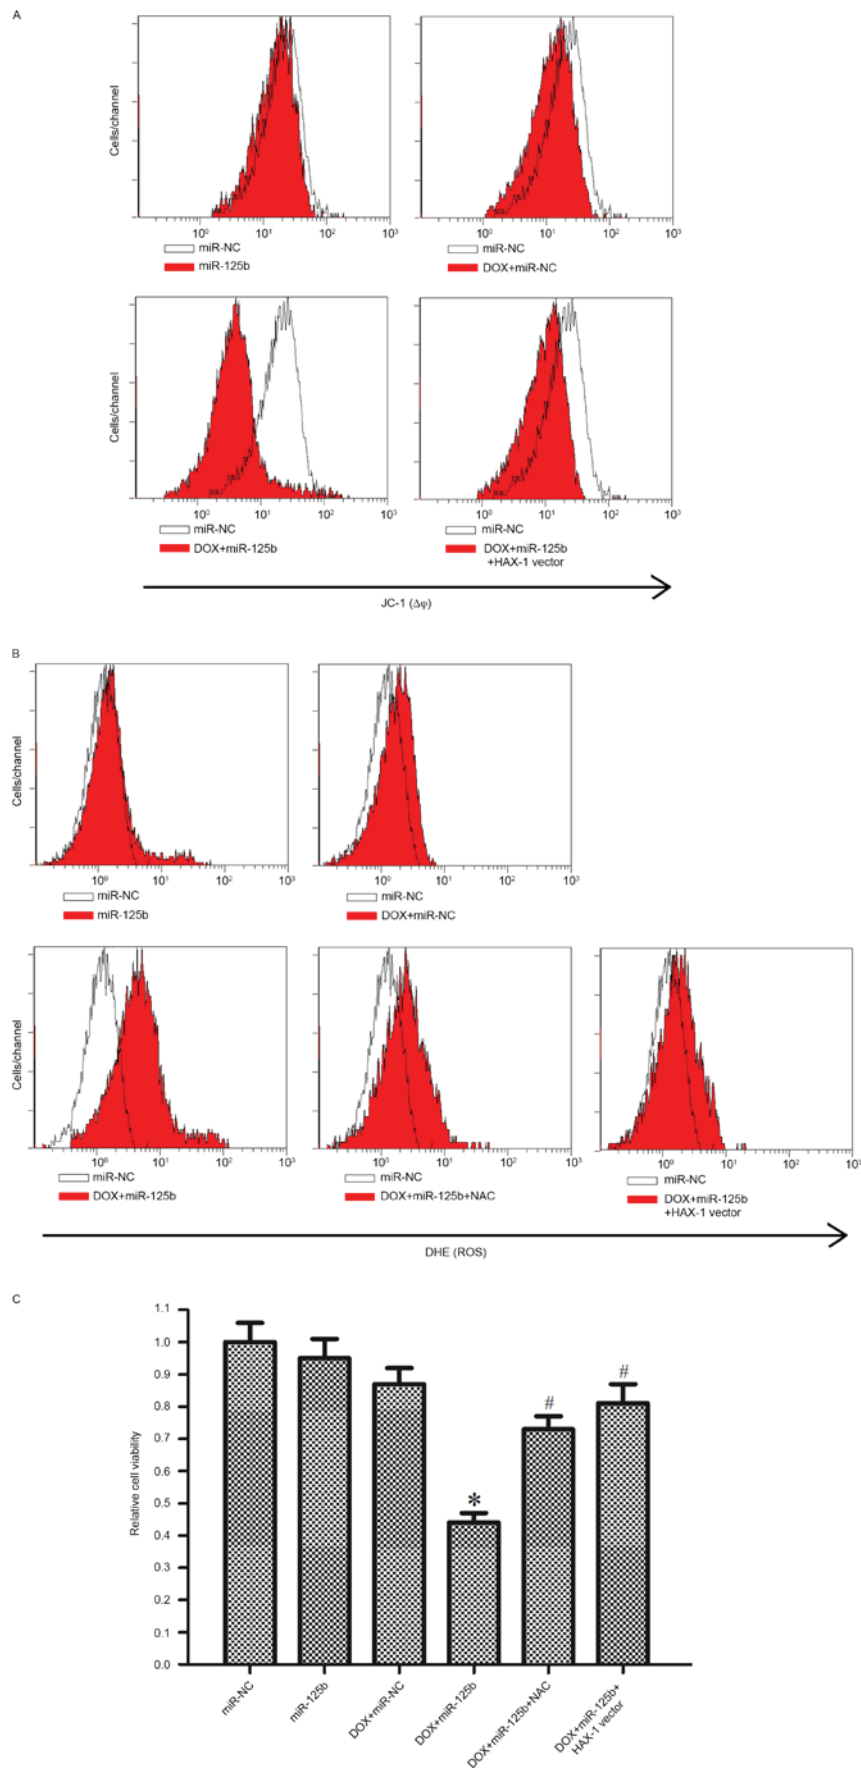 A
Cells/channel
10⁰ 10¹ 10² 10³
miR-NC
miR-125b
10⁰ 10¹ 10² 10³
miR-NC
DOX+miR-NC
Cells/channel
10⁰ 10¹ 10² 10³
miR-NC
DOX+miR-125b
10⁰ 10¹ 10² 10³
miR-NC
DOX+miR-125b
+HAX-1 vector
JC-1 (Δφ)
B
Cells/channel
10⁰ 10¹ 10² 10³
miR-NC
miR-125b
10⁰ 10¹ 10² 10³
miR-NC
DOX+miR-NC
Cells/channel
10⁰ 10¹ 10² 10³
miR-NC
DOX+miR-125b
10⁰ 10¹ 10² 10³
miR-NC
DOX+miR-125b+NAC
10⁰ 10¹ 10² 10³
miR-NC
DOX+miR-125b
+HAX-1 vector
DHE (ROS)
C
Relative cell viability
1.1
1.0
0.9
0.8
0.7
0.6
0.5
0.4
0.3
0.2
0.1
0.0
*
#
#
miR-NC
miR-125b
DOX+miR-NC
DOX+miR-125b
DOX+miR-125b+NAC
DOX+miR-125b+
HAX-1 vector